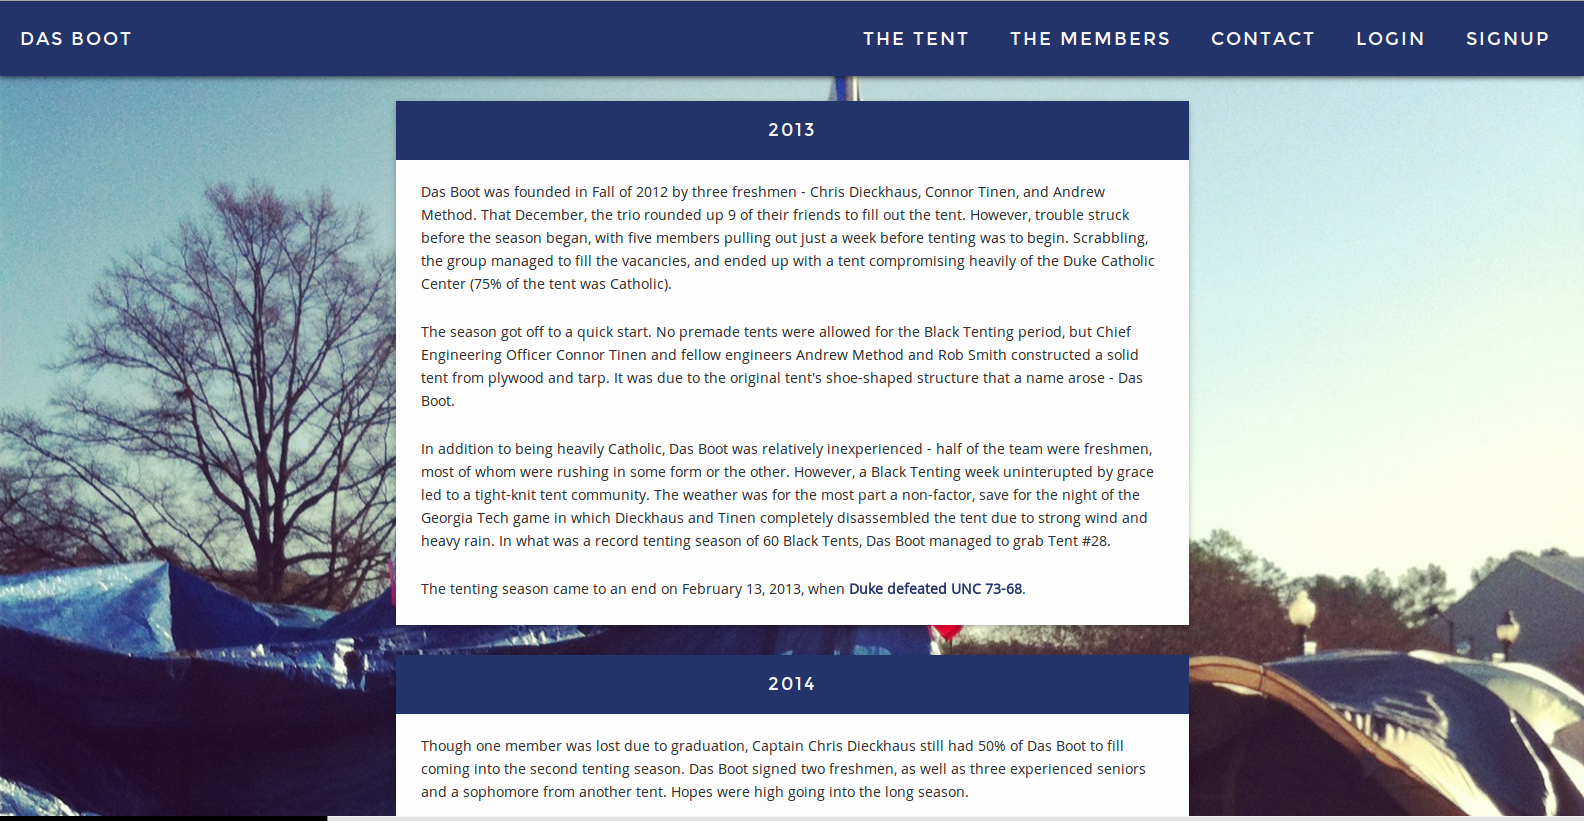 DAS BOOT
THE TENT THE MEMBERS CONTACT LOGIN SIGNUP
2013
Das Boot was founded in Fall of 2012 by three freshmen - Chris Dieckhaus, Connor Tinen, and Andrew
Method. That December, the trio rounded up 9 of their friends to fill out the tent. However, trouble struck
before the season began, with five members pulling out just a week before tenting was to begin. Scrabbling,
the group managed to fill the vacancies, and ended up with a tent compromising heavily of the Duke Catholic
Center (75% of the tent was Catholic).
The season got off to a quick start. No premade tents were allowed for the Black Tenting period, but Chief
Engineering Officer Connor Tinen and fellow engineers Andrew Method and Rob Smith constructed a solid
tent from plywood and tarp. It was due to the original tent's shoe-shaped structure that a name arose - Das
Boot.
In addition to being heavily Catholic, Das Boot was relatively inexperienced - half of the team were freshmen,
most of whom were rushing in some form or the other. However, a Black Tenting week uninterupted by grace
led to a tight-knit tent community. The weather was for the most part a non-factor, save for the night of the
Georgia Tech game in which Dieckhaus and Tinen completely disassembled the tent due to strong wind and
heavy rain. In what was a record tenting season of 60 Black Tents, Das Boot managed to grab Tent #28.
The tenting season came to an end on February 13, 2013, when Duke defeated UNC 73-68.
2014
Though one member was lost due to graduation, Captain Chris Dieckhaus still had 50% of Das Boot to fill
coming into the second tenting season. Das Boot signed two freshmen, as well as three experienced seniors
and a sophomore from another tent. Hopes were high going into the long season.